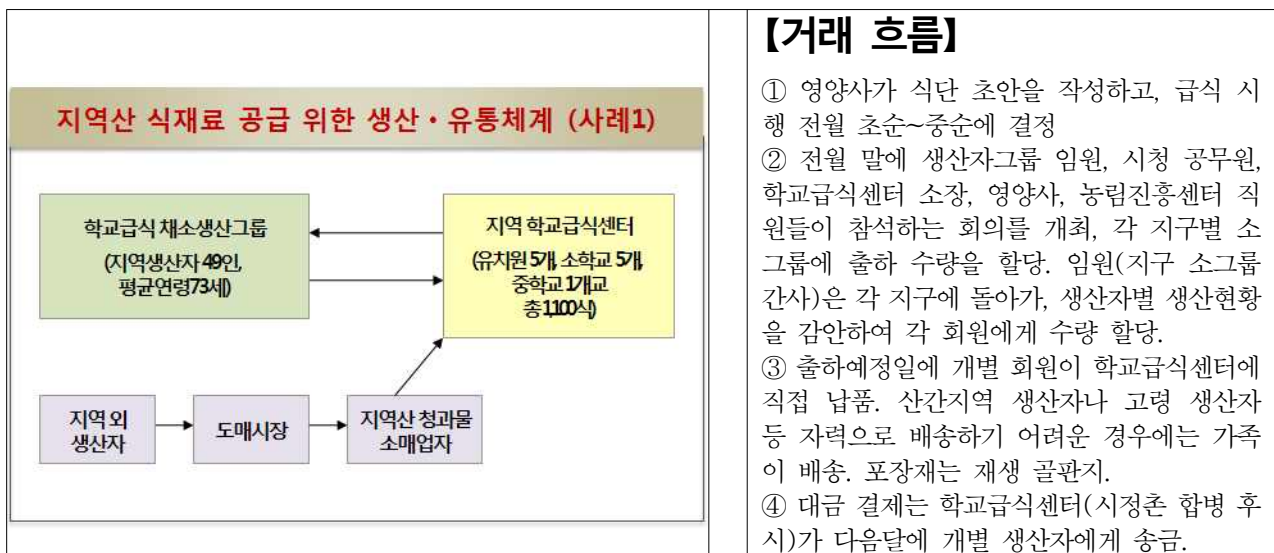 지역산 식재료 공급 위한 생산・유통체계 (사례1)
학교급식 채소생산그룹
(지역생산자 49인,
평균연령73세)
지역 학교급식센터
(유치원 5개, 소학교 5개,
중학교 1개교
총 1,100식)
지역 외
생산자
도매시장
지역산 청과물
소매업자
【거래 흐름】
① 영양사가 식단 초안을 작성하고, 급식 시
행 전월 초순~중순에 결정
② 전월 말에 생산자그룹 임원, 시청 공무원,
학교급식센터 소장, 영양사, 농림진흥센터 직
원들이 참석하는 회의를 개최, 각 지구별 소
그룹에 출하 수량을 할당. 임원(지구 소그룹
간사)은 각 지구에 돌아가, 생산자별 생산현황
을 감안하여 각 회원에게 수량 할당.
③ 출하예정일에 개별 회원이 학교급식센터에
직접 납품. 산간지역 생산자나 고령 생산자
등 자력으로 배송하기 어려운 경우에는 가족
이 배송. 포장재는 재생 골판지.
④ 대금 결제는 학교급식센터(시정촌 합병 후
시)가 다음달에 개별 생산자에게 송금.